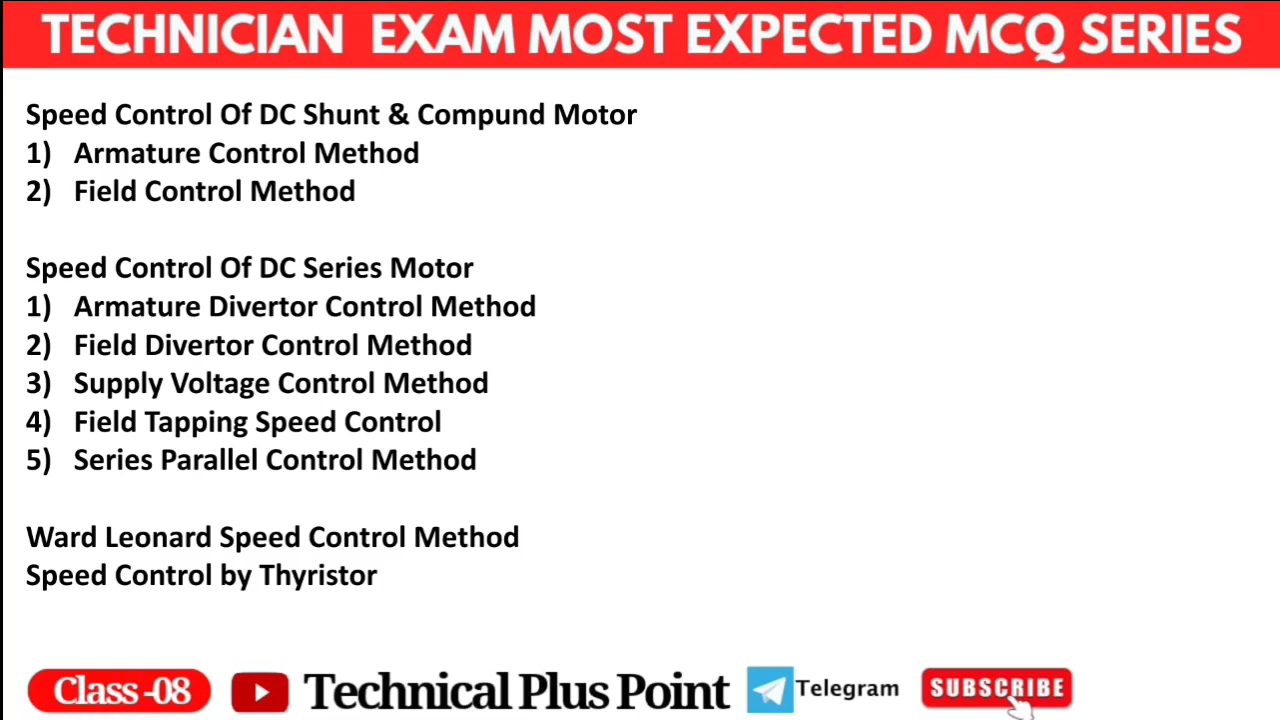 TECHNICIAN EXAM MOST EXPECTED MCQ SERIES
Speed Control Of DC Shunt & Compund Motor
1) Armature Control Method
2) Field Control Method
Speed Control Of DC Series Motor
1) Armature Divertor Control Method
2) Field Divertor Control Method
3) Supply Voltage Control Method
4) Field Tapping Speed Control
5) Series Parallel Control Method
Ward Leonard Speed Control Method
Speed Control by Thyristor
Class -08 Technical Plus Point Telegram SUBSCRIBE